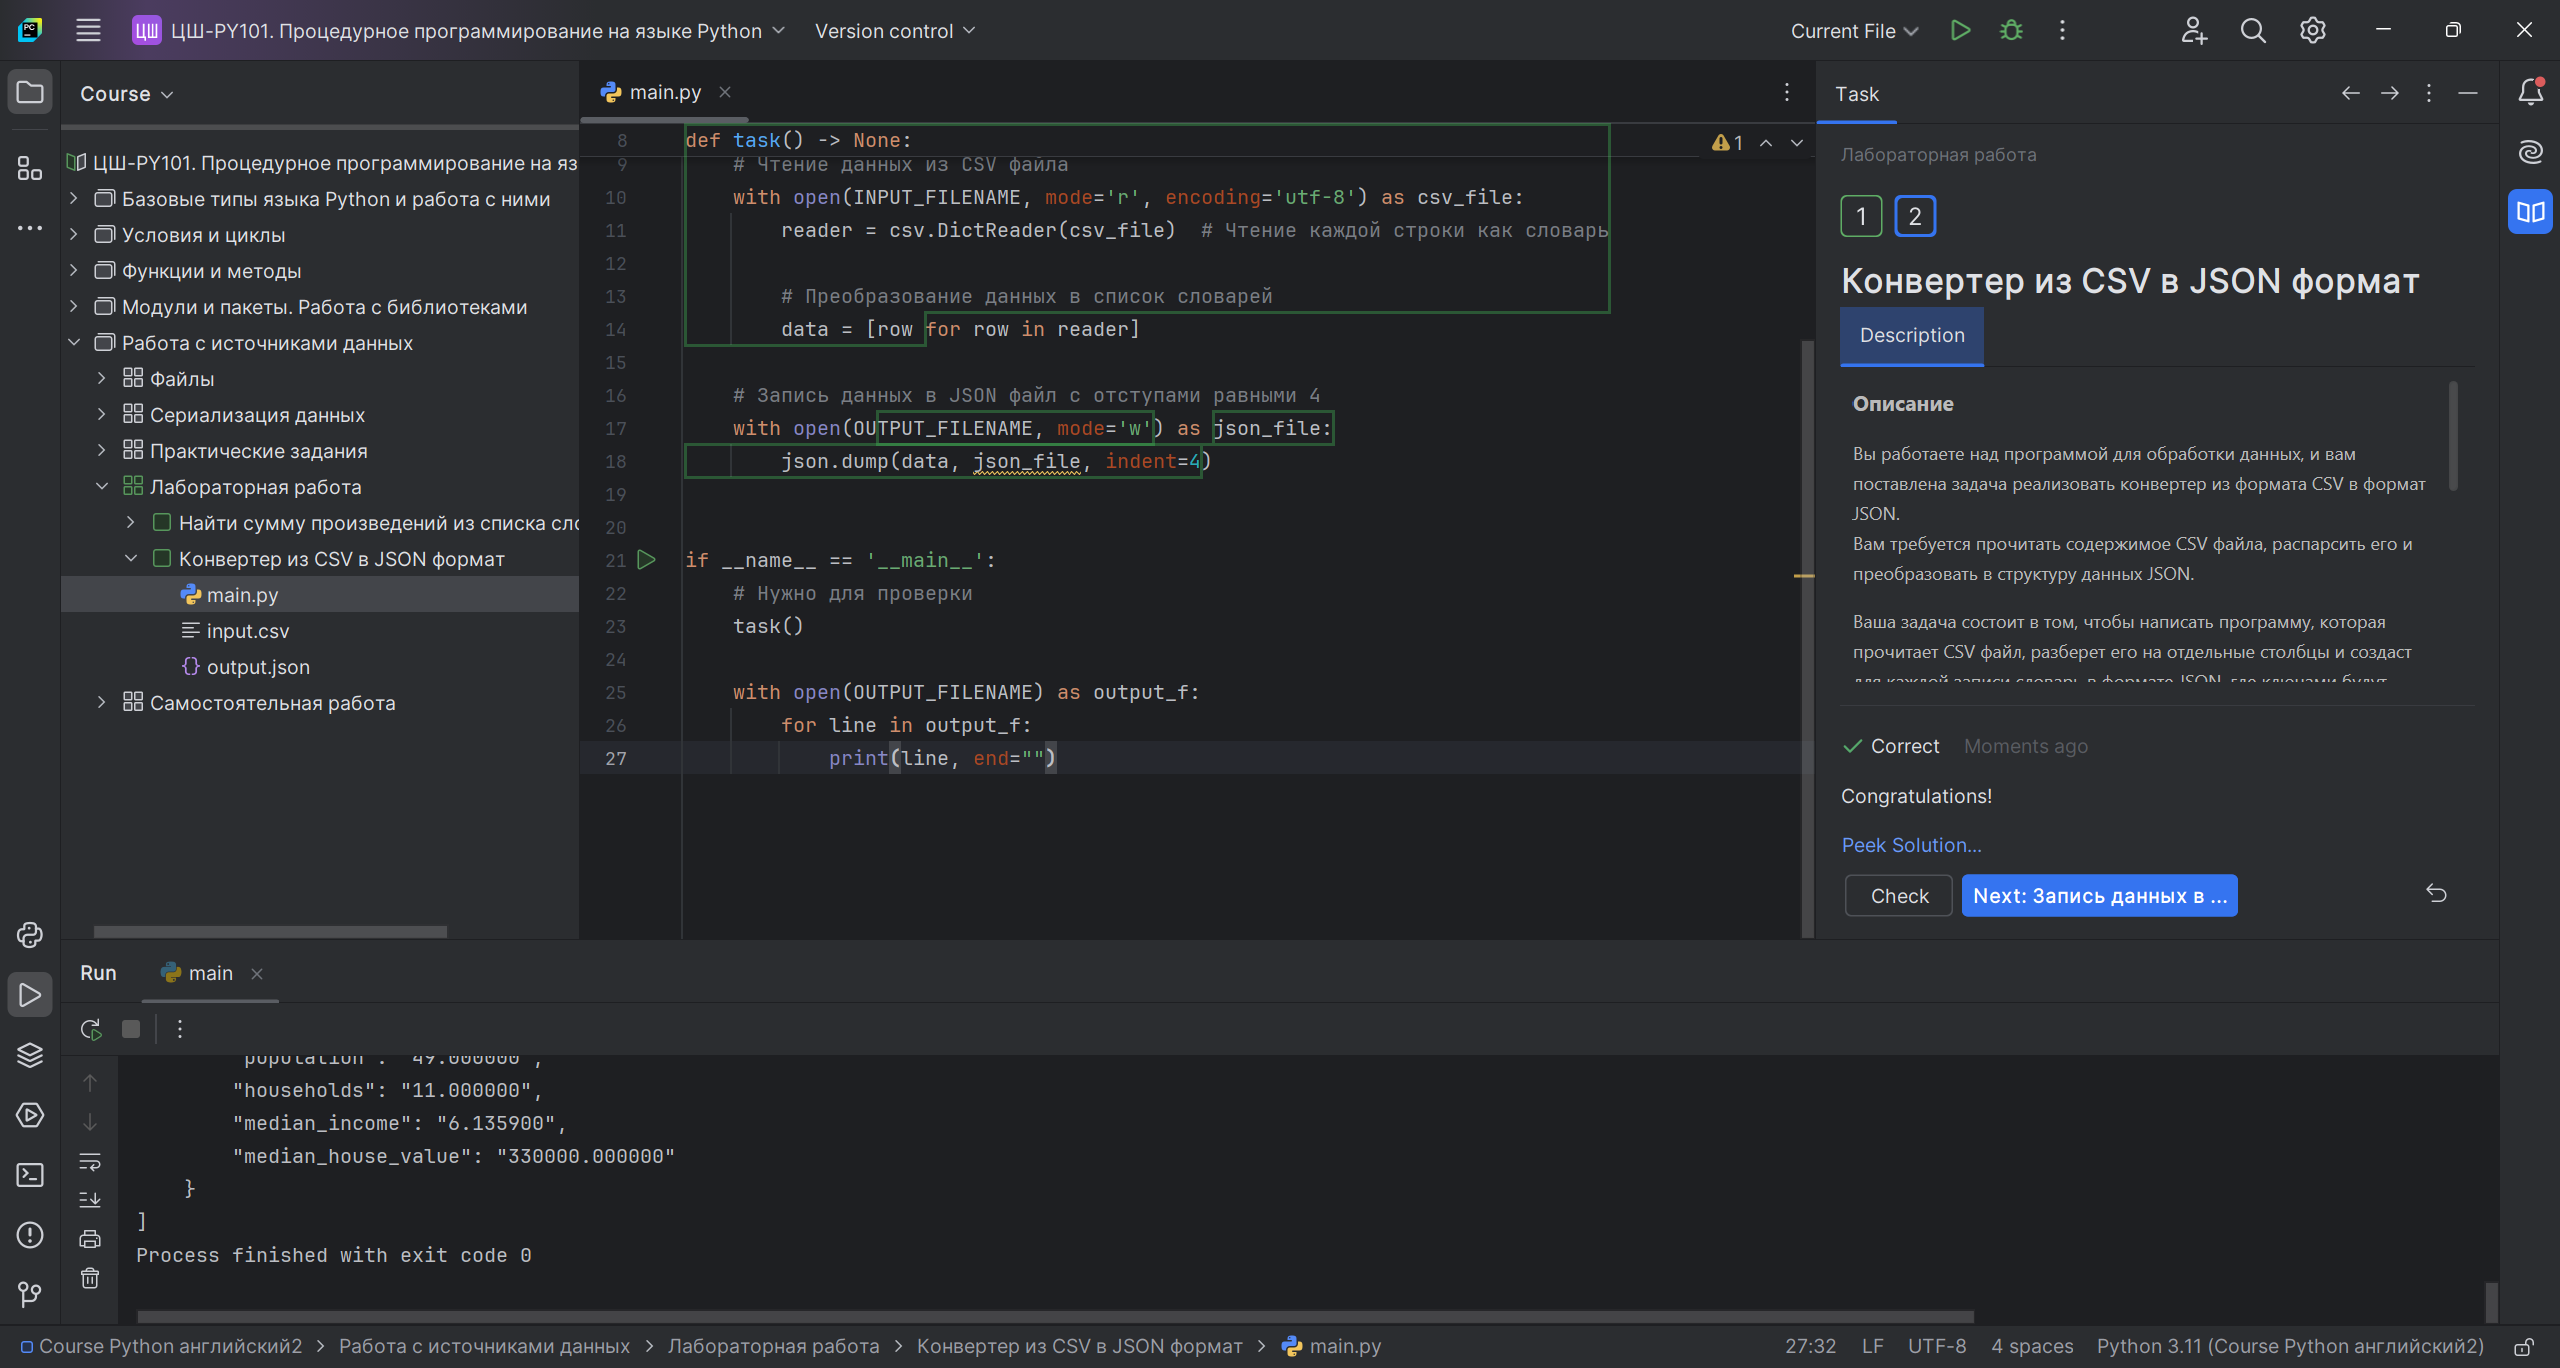 ЦШ ЦШ-PY101. Процедурное программирование на языке Python Version control Current File
Course
ЦШ-PY101. Процедурное программирование на яз
Базовые типы языка Python и работа с ними
Условия и циклы
Функции и методы
Модули и пакеты. Работа с библиотеками
Работа с источниками данных
Файлы
Сериализация данных
Практические задания
Лабораторная работа
Найти сумму произведений из списка сло
Конвертер из CSV в JSON формат
main.py
input.csv
output.json
Самостоятельная работа
main.py
1
8 def task() -> None:
9 # Чтение данных из CSV файла
10 with open(INPUT_FILENAME, mode='r', encoding='utf-8') as csv_file:
11 reader = csv.DictReader(csv_file) # Чтение каждой строки как словарь
12
13 # Преобразование данных в список словарей
14 data = [row for row in reader]
15
16 # Запись данных в JSON файл с отступами равными 4
17 with open(OUTPUT_FILENAME, mode='w') as json_file:
18 json.dump(data, json_file, indent=4)
19
20
21 if __name__ == '__main__':
22 # Нужно для проверки
23 task()
24
25 with open(OUTPUT_FILENAME) as output_f:
26 for line in output_f:
27 print(line, end="")
Task
Лабораторная работа
1 2
Конвертер из CSV в JSON формат
Description
Описание
Вы работаете над программой для обработки данных, и вам
поставлена задача реализовать конвертер из формата CSV в формат
JSON.
Вам требуется прочитать содержимое CSV файла, распарсить его и
преобразовать в структуру данных JSON.
Ваша задача состоит в том, чтобы написать программу, которая
прочитает CSV файл, разберет его на отдельные столбцы и создаст
для каждой записи словарь в формате JSON, где ключами будут
Correct Moments ago
Congratulations!
Peek Solution...
Check Next: Запись данных в ...
Run main
"population": "49.000000",
"households": "11.000000",
"median_income": "6.135900",
"median_house_value": "330000.000000"
}
]
Process finished with exit code 0
Course Python английский2 > Работа с источниками данных > Лабораторная работа > Конвертер из CSV в JSON формат > main.py 27:32 LF UTF-8 4 spaces Python 3.11 (Course Python английский2)